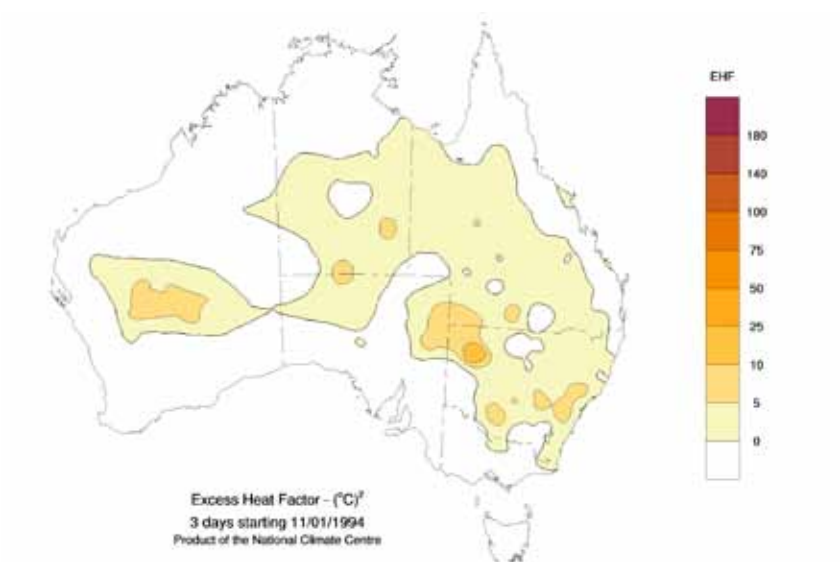 EHF
180
140
100
75
50
25
10
5
0
Excess Heat Factor - (°C)²
3 days starting 11/01/1994
Product of the National Climate Centre